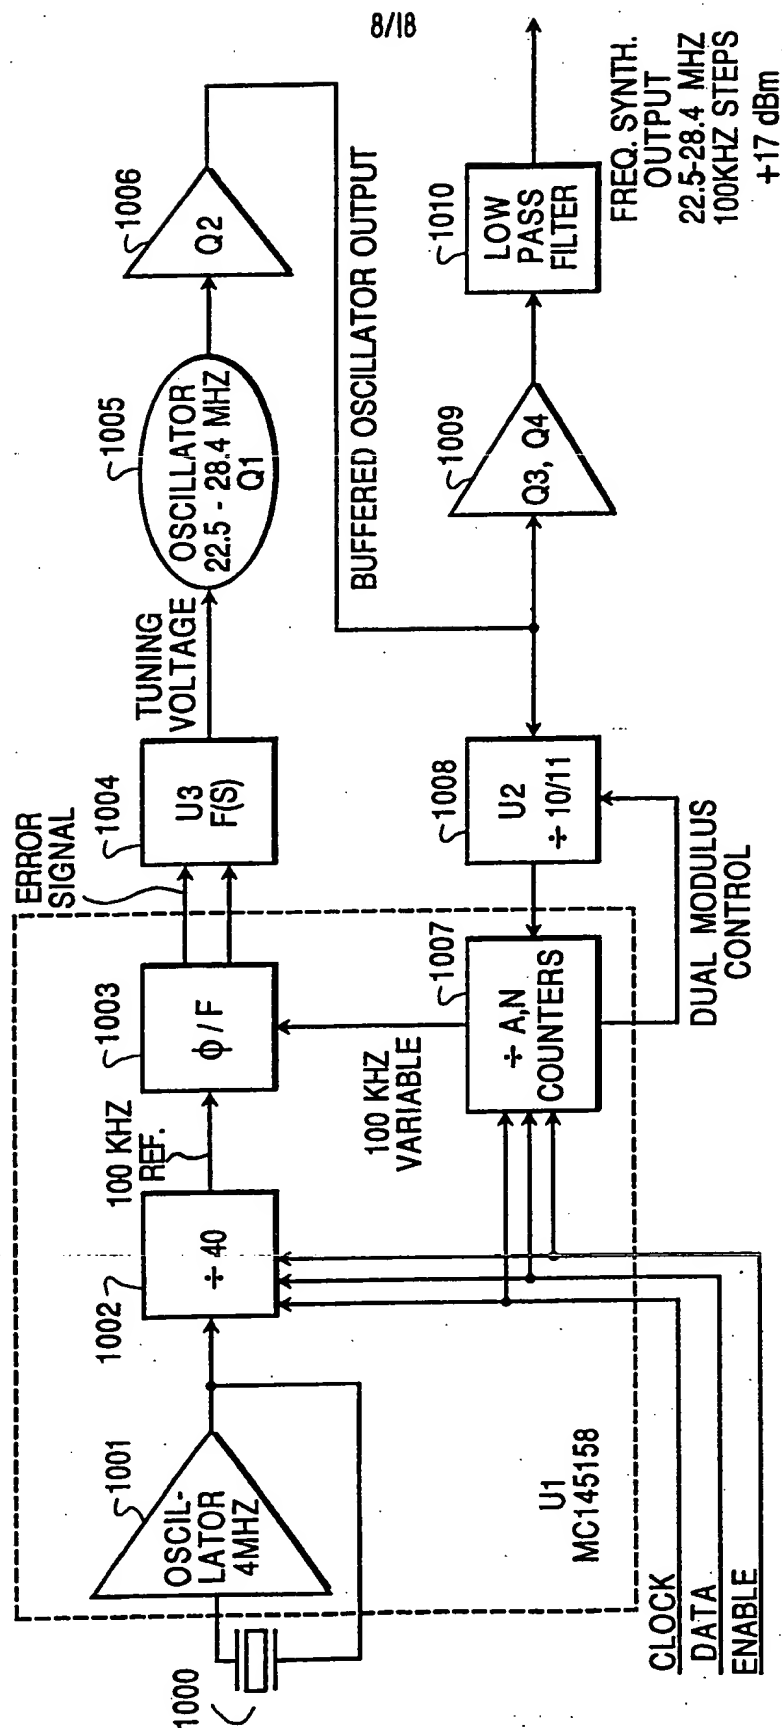 8/18
1000
OSCIL-
LATOR
4MHZ
1001
1002
÷ 40
100 KHZ
REF.
1003
ϕ / F
ERROR
SIGNAL
1004
U3
F(S)
TUNING
VOLTAGE
1005
OSCILLATOR
22.5 - 28.4 MHZ
Q1
1006
Q2
BUFFERED OSCILLATOR OUTPUT
100 KHZ
VARIABLE
1007
÷ A,N
COUNTERS
1008
U2
÷ 10/11
DUAL MODULUS
CONTROL
1009
Q3, Q4
1010
LOW
PASS
FILTER
FREQ. SYNTH.
OUTPUT
22.5-28.4 MHZ
100KHZ STEPS
+17 dBm
U1
MC145158
CLOCK
DATA
ENABLE